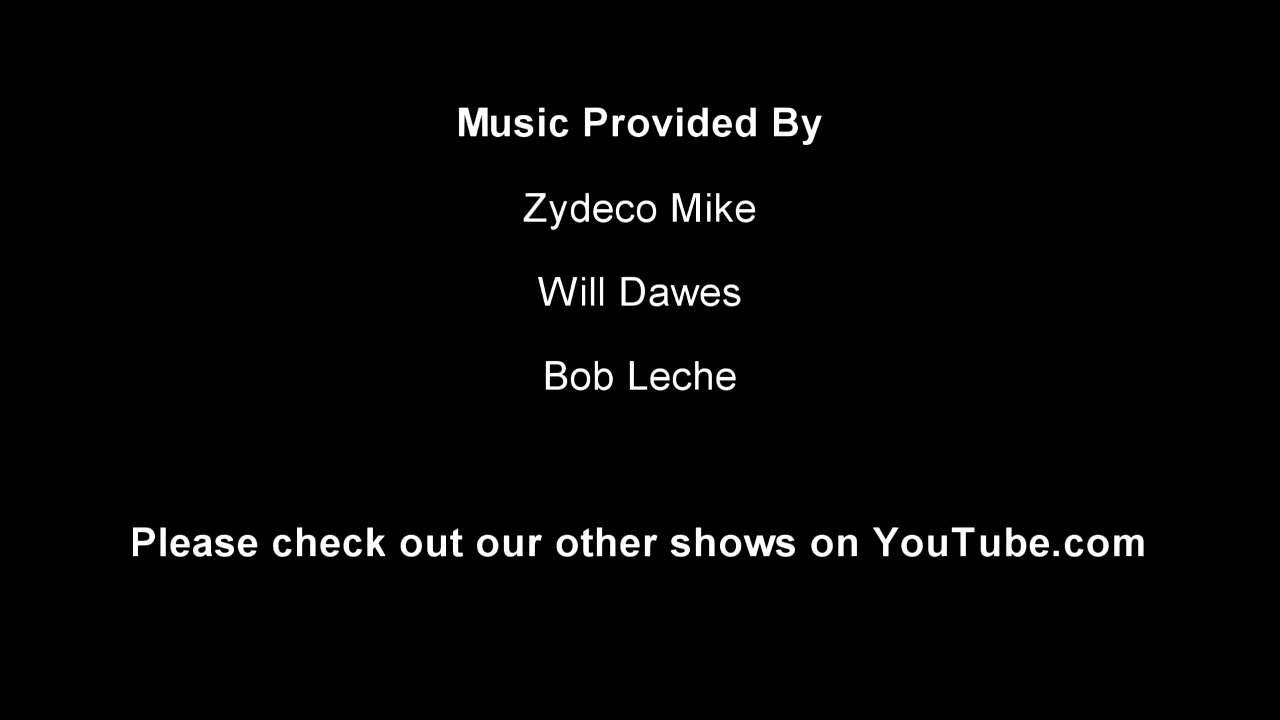 Music Provided By
Zydeco Mike
Will Dawes
Bob Leche
Please check out our other shows on YouTube.com